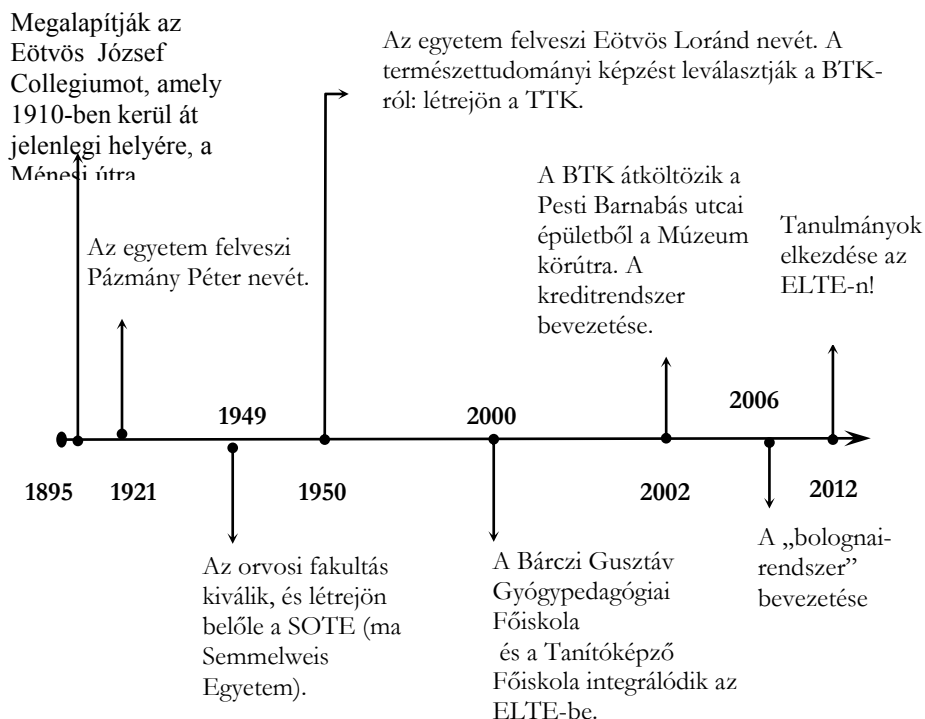 Megalapítják az
Eötvös József
Collegiumot, amely
1910-ben kerül át
jelenlegi helyére, a
Ménesi útra
Az egyetem felveszi Eötvös Loránd nevét. A
természettudományi képzést leválasztják a BTK-
ról: létrejön a TTK.
A BTK átköltözik a
Pesti Barnabás utcai
épületből a Múzeum
körútra. A
kreditrendszer
bevezetése.
Tanulmányok
elkezdése az
ELTE-n!
Az egyetem felveszi
Pázmány Péter nevét.
1949
2000
2006
1895
1921
1950
2002
2012
Az orvosi fakultás
kiválik, és létrejön
belőle a SOTE (ma
Semmelweis
Egyetem).
A Bárczi Gusztáv
Gyógypedagógiai
Főiskola
és a Tanítóképző
Főiskola integrálódik az
ELTE-be.
A „bolognai-
rendszer”
bevezetése